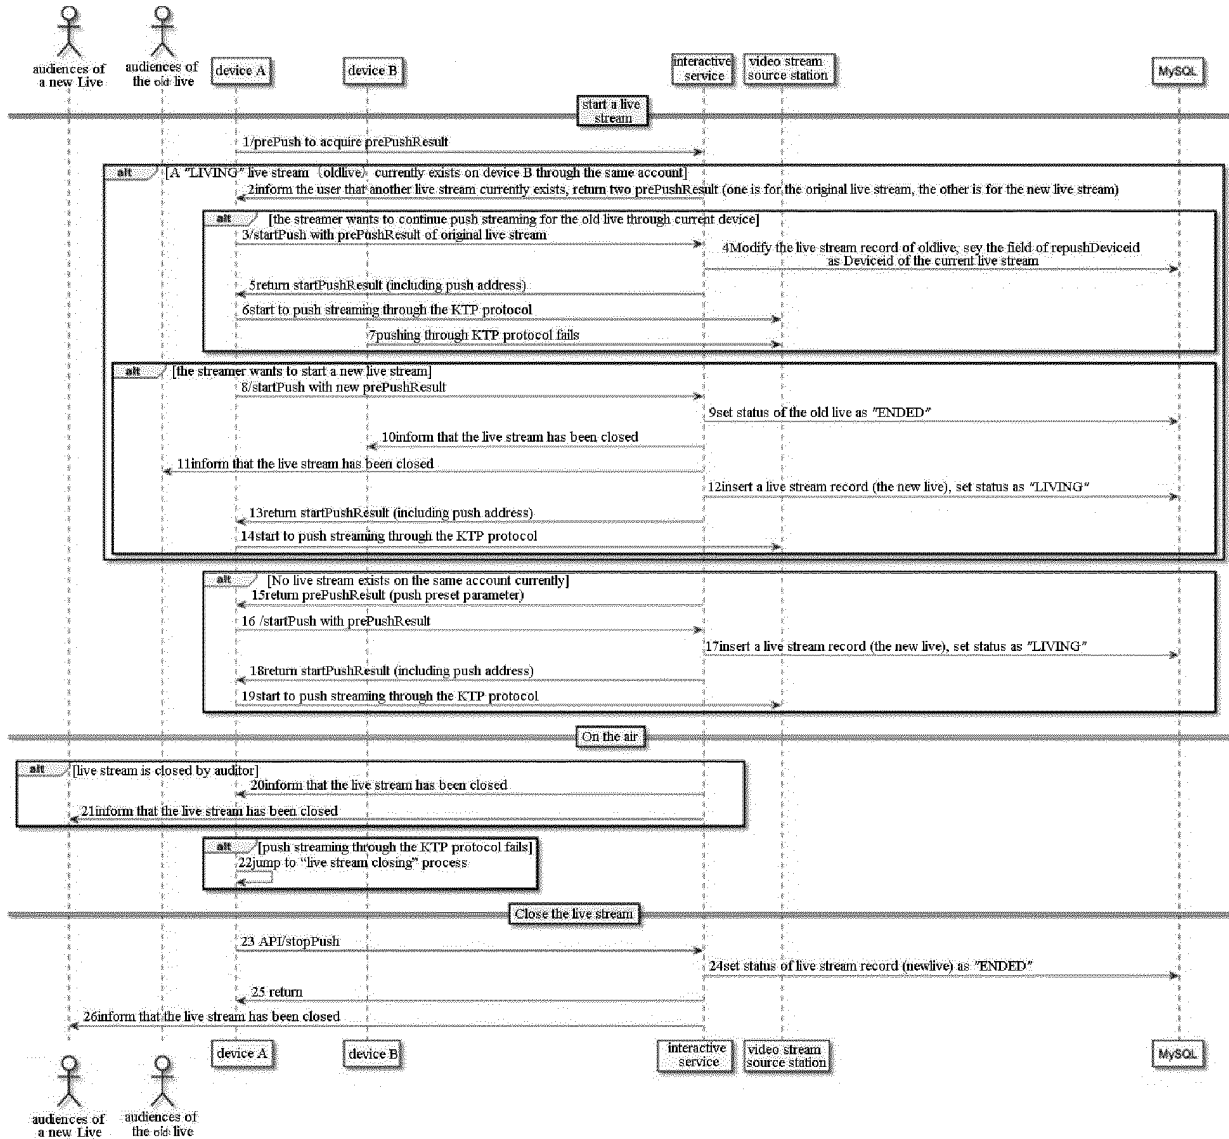 audiences of
a new Live
audiences of
the old live
device A
device B
interactive
service
video stream
source station
MySQL
start a live
stream
1/prePush to acquire prePushResult
alt
[A "LIVING" live stream (oldlive) currently exists on device B through the same account]
2inform the user that another live stream currently exists, return two prePushResult (one is for the original live stream, the other is for the new live stream)
alt
[the streamer wants to continue push streaming for the old live through current device]
3/startPush with prePushResult of original live stream
4Modify the live stream record of oldlive, sey the field of repushDeviceid
as Deviceid of the current live stream
5return startPushResult (including push address)
6start to push streaming through the KTP protocol
7pushing through KTP protocol fails
alt
[the streamer wants to start a new live stream]
8/startPush with new prePushResult
9set status of the old live as "ENDED"
10inform that the live stream has been closed
11inform that the live stream has been closed
12insert a live stream record (the new live), set status as "LIVING"
13return startPushResult (including push address)
14start to push streaming through the KTP protocol
alt
[No live stream exists on the same account currently]
15return prePushResult (push preset parameter)
16 /startPush with prePushResult
17insert a live stream record (the new live), set status as "LIVING"
18return startPushResult (including push address)
19start to push streaming through the KTP protocol
On the air
alt
[live stream is closed by auditor]
20inform that the live stream has been closed
21inform that the live stream has been closed
alt
[push streaming through the KTP protocol fails]
22jump to "live stream closing" process
Close the live stream
23 API/stopPush
24set status of live stream record (newlive) as "ENDED"
25 return
26inform that the live stream has been closed
device A
device B
interactive
service
video stream
source station
MySQL
audiences of
a new Live
audiences of
the old live